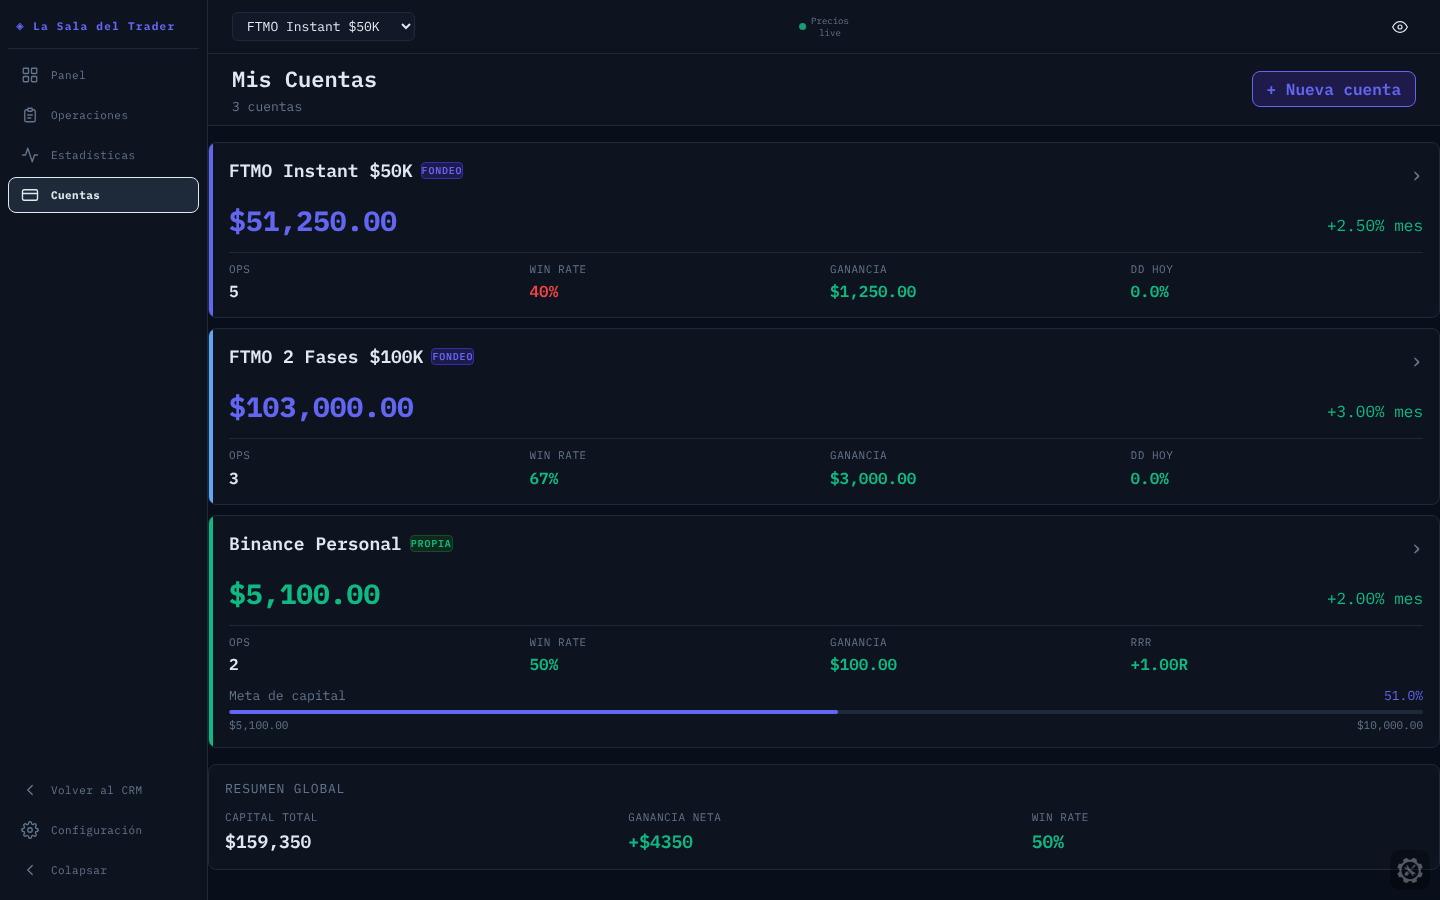 ◈ La Sala del Trader
Panel
Operaciones
Estadísticas
Cuentas
Volver al CRM
Configuración
Colapsar
FTMO Instant $50K
Precios
live
Mis Cuentas
3 cuentas
+ Nueva cuenta
FTMO Instant $50K FONDEO
$51,250.00
+2.50% mes
OPS WIN RATE GANANCIA DD HOY
5 40% $1,250.00 0.0%
FTMO 2 Fases $100K FONDEO
$103,000.00
+3.00% mes
OPS WIN RATE GANANCIA DD HOY
3 67% $3,000.00 0.0%
Binance Personal PROPIA
$5,100.00
+2.00% mes
OPS WIN RATE GANANCIA RRR
2 50% $100.00 +1.00R
Meta de capital 51.0%
$5,100.00 $10,000.00
RESUMEN GLOBAL
CAPITAL TOTAL GANANCIA NETA WIN RATE
$159,350 +$4350 50%